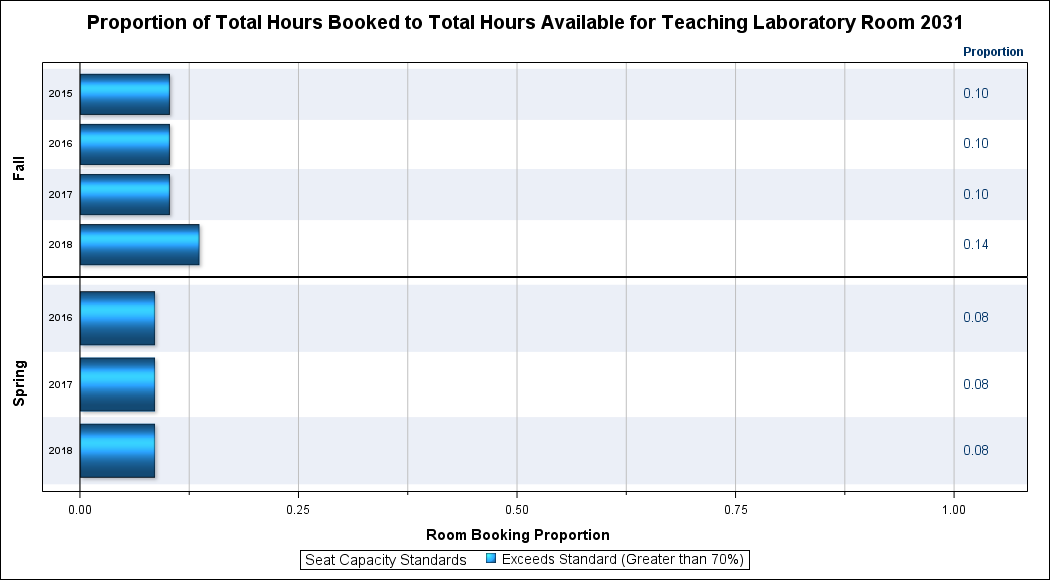 Proportion of Total Hours Booked to Total Hours Available for Teaching Laboratory Room 2031
Proportion
Fall
2015 0.10
2016 0.10
2017 0.10
2018 0.14
Spring
2016 0.08
2017 0.08
2018 0.08
0.00 0.25 0.50 0.75 1.00
Room Booking Proportion
Seat Capacity Standards Exceeds Standard (Greater than 70%)